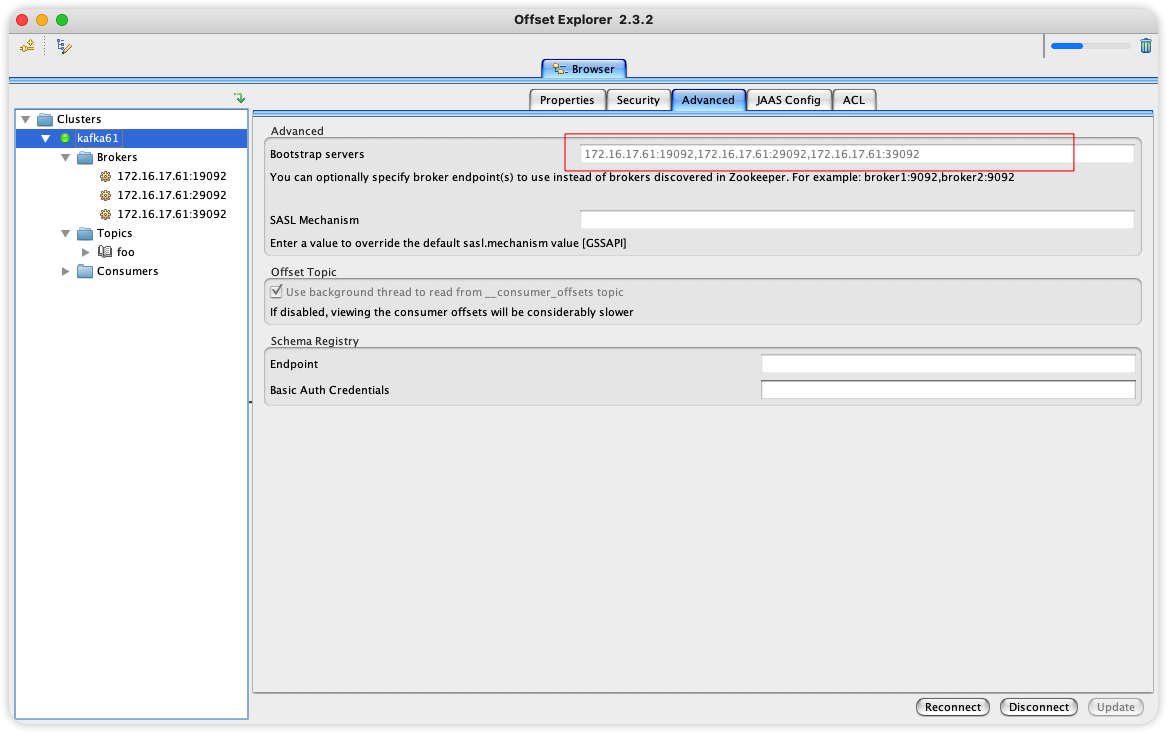 Offset Explorer 2.3.2
Browser
Clusters
kafka61
Brokers
172.16.17.61:19092
172.16.17.61:29092
172.16.17.61:39092
Topics
foo
Consumers
Properties Security Advanced JAAS Config ACL
Advanced
Bootstrap servers 172.16.17.61:19092,172.16.17.61:29092,172.16.17.61:39092
You can optionally specify broker endpoint(s) to use instead of brokers discovered in Zookeeper. For example: broker1:9092,broker2:9092
SASL Mechanism
Enter a value to override the default sasl.mechanism value [GSSAPI]
Offset Topic
Use background thread to read from __consumer_offsets topic
If disabled, viewing the consumer offsets will be considerably slower
Schema Registry
Endpoint
Basic Auth Credentials
Reconnect Disconnect Update